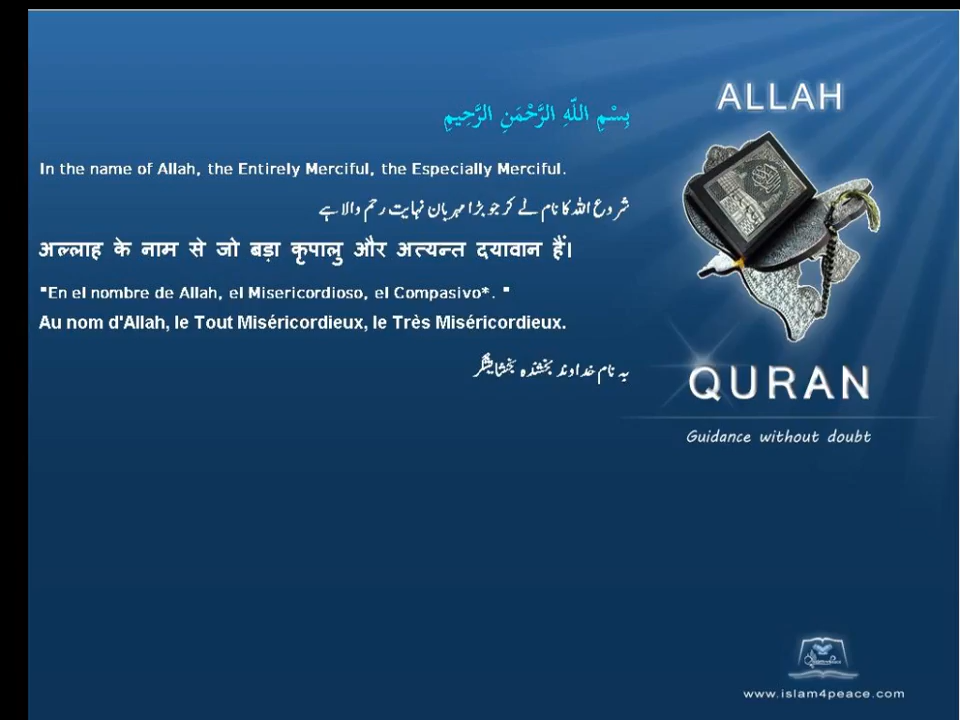 بِسْمِ اللَّهِ الرَّحْمَنِ الرَّحِيمِ
In the name of Allah, the Entirely Merciful, the Especially Merciful.
شروع الله کا نام لے کر جو بڑا مہربان نہایت رحم والا ہے
अल्लाह के नाम से जो बड़ा कृपालु और अत्यन्त दयावान हैं।
"En el nombre de Allah, el Misericordioso, el Compasivo*. "
Au nom d'Allah, le Tout Miséricordieux, le Très Miséricordieux.
به نام خداوند بخشنده بخشایشگر
ALLAH
QURAN
Guidance without doubt
www.islam4peace.com